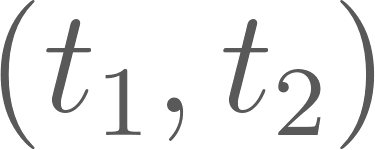 (t₁, t₂)